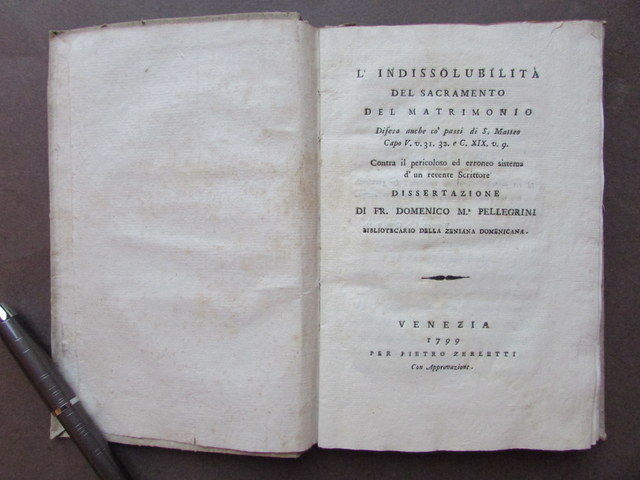 L' INDISSOLUBILITÀ
DEL SACRAMENTO
DEL MATRIMONIO
Difesa anche co' passi di S. Matteo
Capo V. v. 31. 32. e C. XIX. v. 9.
Contra il pericoloso ed erroneo sistema
d' un recente Scrittore
DISSERTAZIONE
DI FR. DOMENICO M.ª PELLEGRINI
BIBLIOTECARIO DELLA ZENIANA DOMENICANA.
VENEZIA
1799
PER PIETRO ZERLETTI
Con Approvazione.